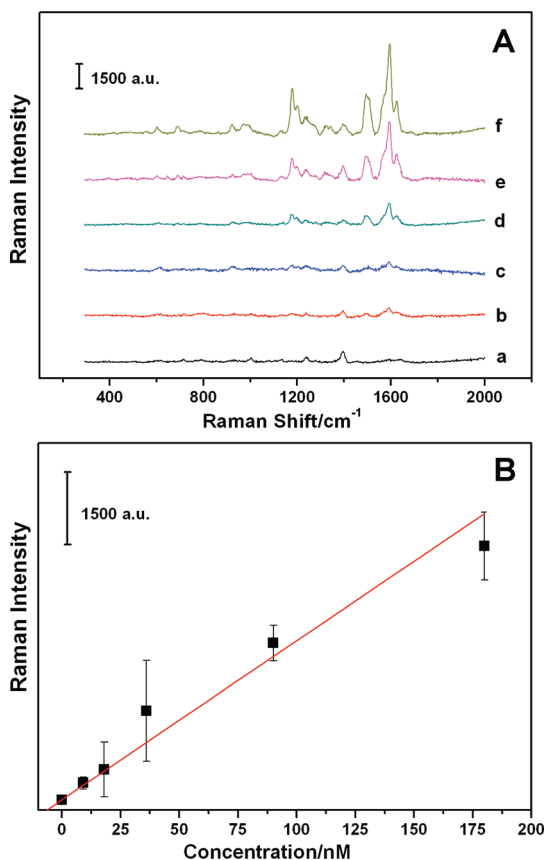 A
1500 a.u.
Raman Intensity
f
e
d
c
b
a
400 800 1200 1600 2000
Raman Shift/cm⁻¹
B
1500 a.u.
Raman Intensity
0 25 50 75 100 125 150 175 200
Concentration/nM